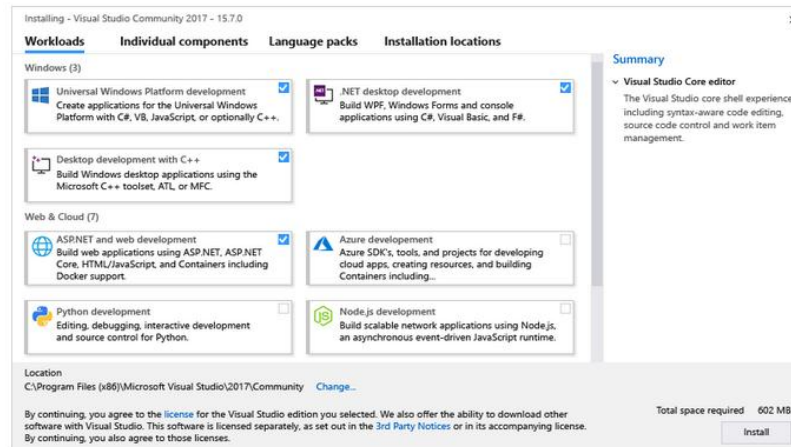 Installing - Visual Studio Community 2017 - 15.7.0
Workloads Individual components Language packs Installation locations
Windows (3)
Universal Windows Platform development
Create applications for the Universal Windows
Platform with C#, VB, JavaScript, or optionally C++.
.NET desktop development
Build WPF, Windows Forms and console
applications using C#, Visual Basic, and F#.
Desktop development with C++
Build Windows desktop applications using the
Microsoft C++ toolset, ATL, or MFC.
Web & Cloud (7)
ASP.NET and web development
Build web applications using ASP.NET, ASP.NET
Core, HTML/JavaScript, and Containers including
Docker support.
Azure developement
Azure SDK's, tools, and projects for developing
cloud apps, creating resources, and building
Containers including...
Python development
Editing, debugging, interactive development
and source control for Python.
Node.js development
Build scalable network applications using Node.js,
an asynchronous event-driven JavaScript runtime.
Summary
Visual Studio Core editor
The Visual Studio core shell experience
including syntax-aware code editing,
source code control and work item
management.
Location
C:\Program Files (x86)\Microsoft Visual Studio\2017\Community Change...
By continuing, you agree to the license for the Visual Studio edition you selected. We also offer the ability to download other
software with Visual Studio. This software is licensed separately, as set out in the 3rd Party Notices or in its accompanying license.
By continuing, you also agree to those licenses.
Total space required 602 MB
Install